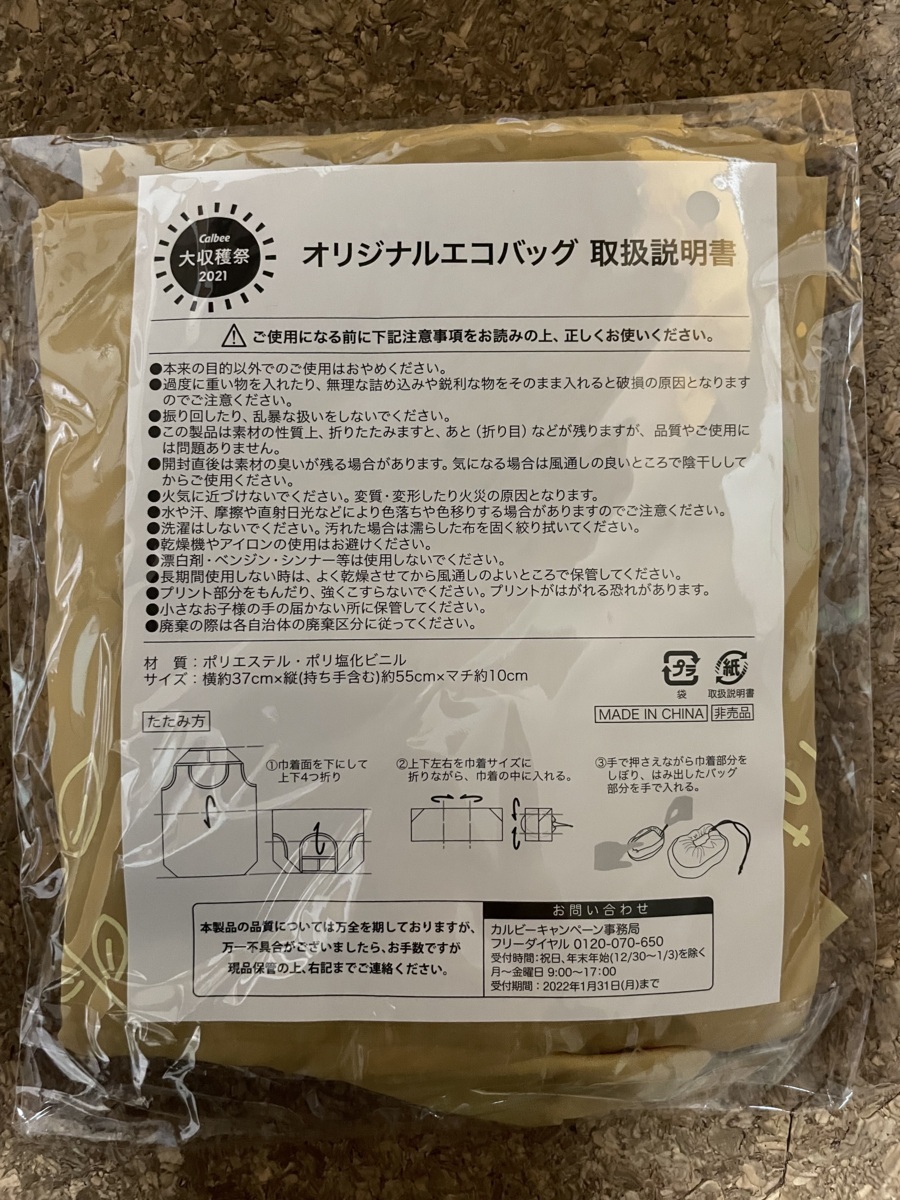 Calbee
大収穫祭
2021
オリジナルエコバッグ 取扱説明書
ご使用になる前に下記注意事項をお読みの上、正しくお使いください。
●本来の目的以外でのご使用はおやめください。
●過度に重い物を入れたり、無理な詰め込みや鋭利な物をそのまま入れると破損の原因となります
のでご注意ください。
●振り回したり、乱暴な扱いをしないでください。
●この製品は素材の性質上、折りたたみますと、あと(折り目)などが残りますが、品質やご使用に
は問題ありません。
●開封直後は素材の臭いが残る場合があります。気になる場合は風通しの良いところで陰干しして
からご使用ください。
●火気に近づけないでください。変質・変形したり火災の原因となります。
●水や汗、摩擦や直射日光などにより色落ちや色移りする場合がありますのでご注意ください。
●洗濯はしないでください。汚れた場合は濡らした布を固く絞り拭いてください。
●乾燥機やアイロンの使用はお避けください。
●漂白剤・ベンジン・シンナー等は使用しないでください。
●長期間使用しない時は、よく乾燥させてから風通しのよいところで保管してください。
●プリント部分をもんだり、強くこすらないでください。プリントがはがれる恐れがあります。
●小さなお子様の手の届かない所に保管してください。
●廃棄の際は各自治体の廃棄区分に従ってください。
材 質:ポリエステル・ポリ塩化ビニル
サイズ:横約37cm×縦(持ち手含む)約55cm×マチ約10cm
プラ
袋
紙
取扱説明書
MADE IN CHINA 非売品
たたみ方
①巾着面を下にして
上下4つ折り
②上下左右を巾着サイズに
折りながら、巾着の中に入れる。
③手で押さえながら巾着部分を
しぼり、はみ出したバッグ
部分を手で入れる。
本製品の品質については万全を期しておりますが、
万一不具合がございましたら、お手数ですが
現品保管の上、右記までご連絡ください。
お問い合わせ
カルビーキャンペーン事務局
フリーダイヤル 0120-070-650
受付時間:祝日、年末年始(12/30〜1/3)を除く
月〜金曜日 9:00〜17:00
受付期間:2022年1月31日(月)まで